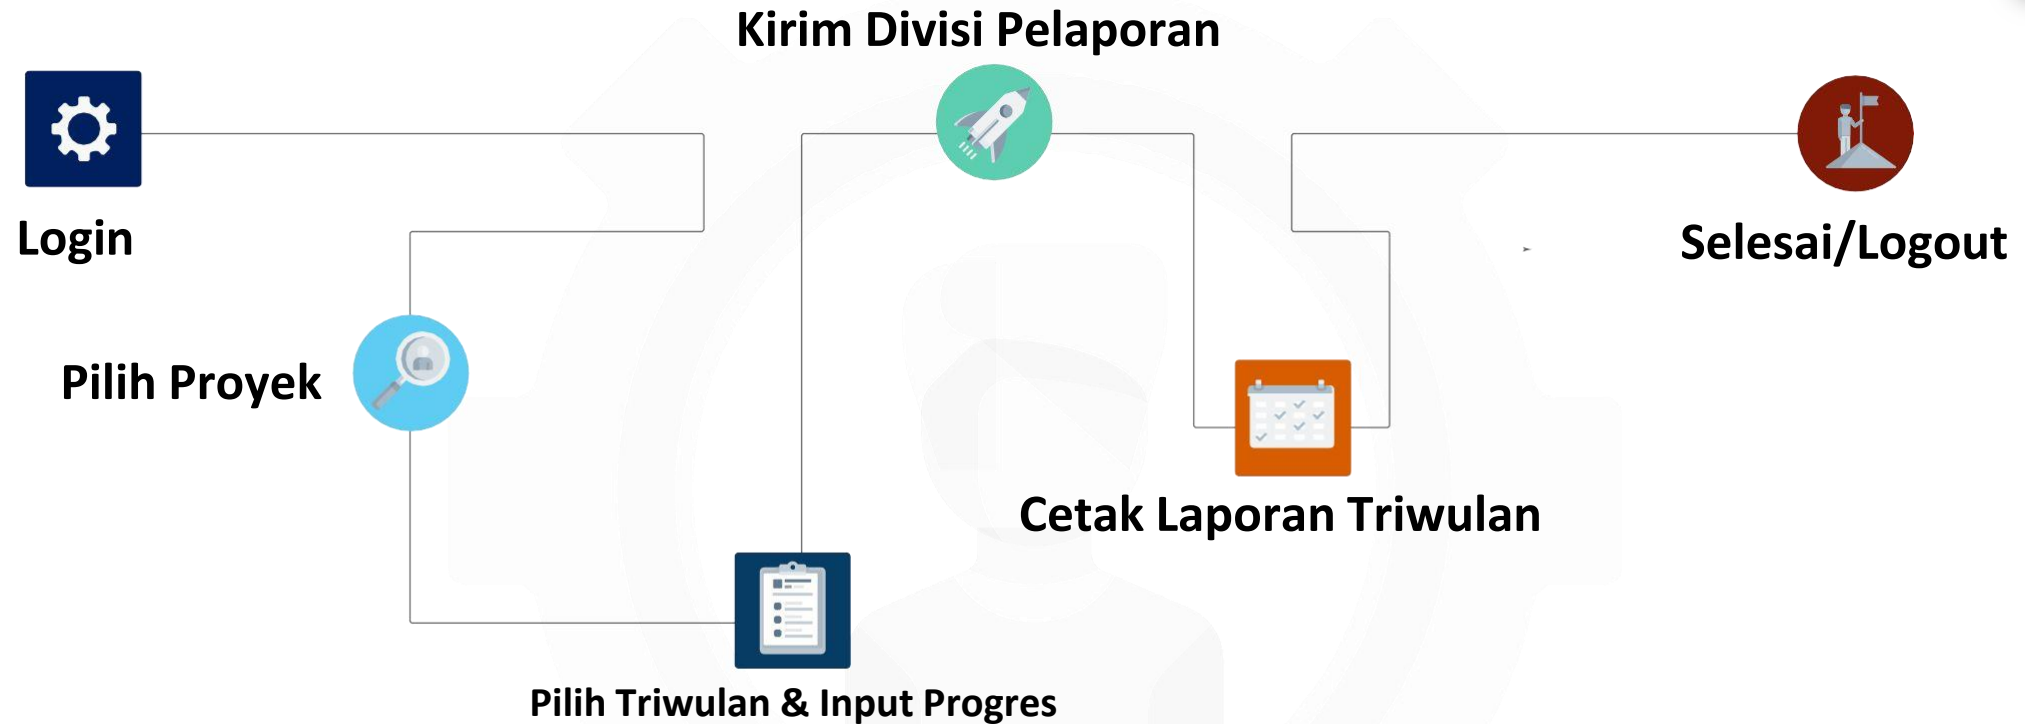 Kirim Divisi Pelaporan
Login
Selesai/Logout
Pilih Proyek
Cetak Laporan Triwulan
Pilih Triwulan & Input Progres